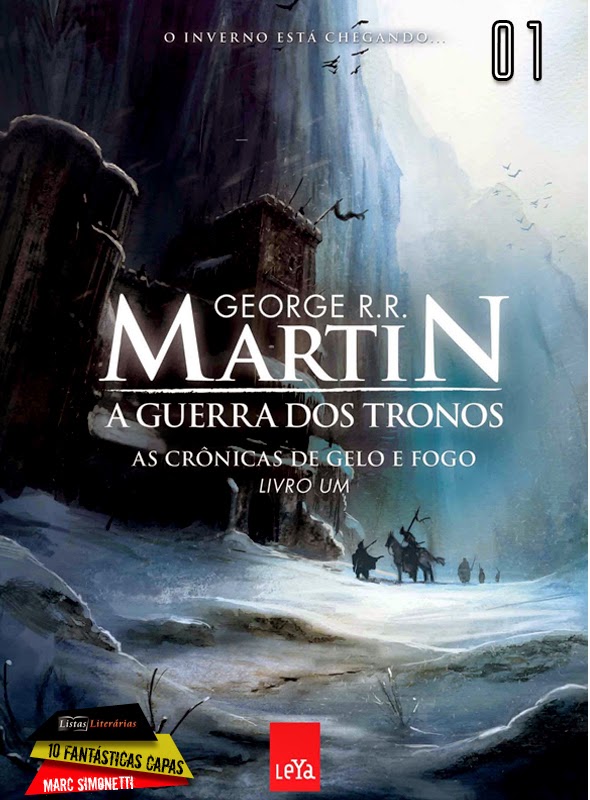 O INVERNO ESTÁ CHEGANDO...
01
GEORGE R.R.
MARTIN
A GUERRA DOS TRONOS
AS CRÔNICAS DE GELO E FOGO
LIVRO UM
Listas Literárias
10 FANTÁSTICAS CAPAS
MARC SIMONETTI
LeYa